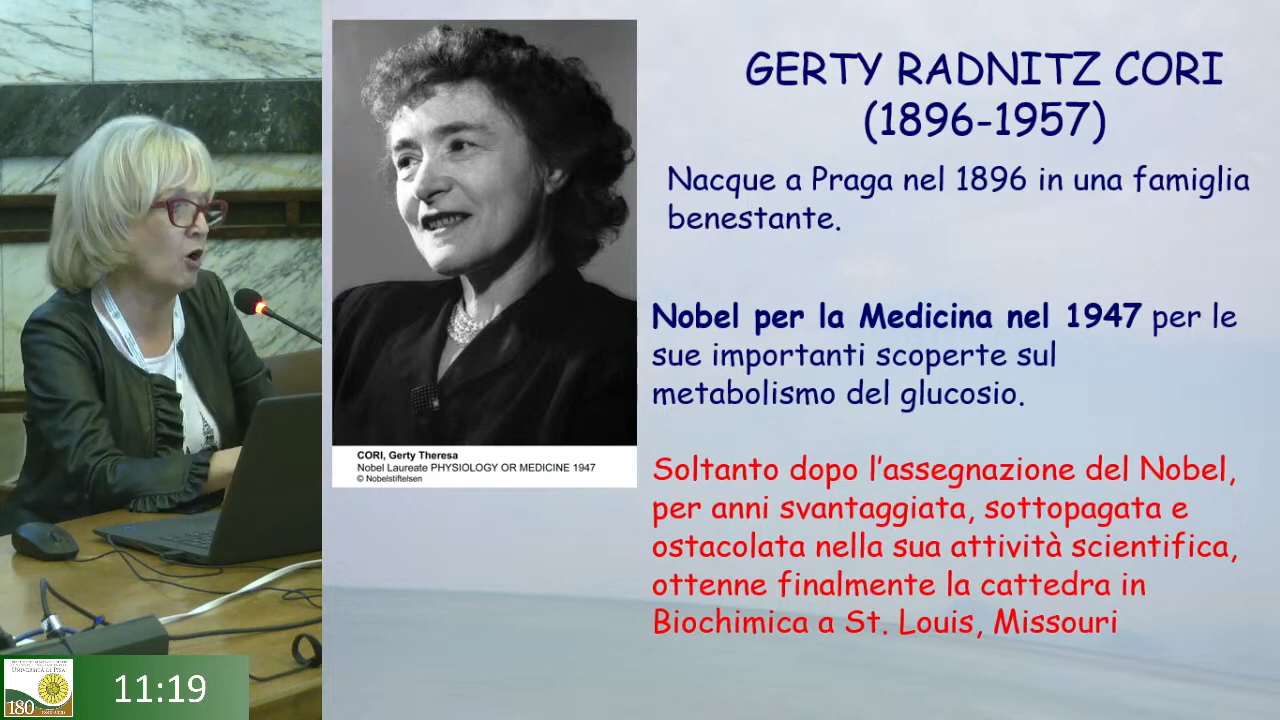 GERTY RADNITZ CORI
(1896-1957)
Nacque a Praga nel 1896 in una famiglia
benestante.
Nobel per la Medicina nel 1947 per le
sue importanti scoperte sul
metabolismo del glucosio.
Soltanto dopo l'assegnazione del Nobel,
per anni svantaggiata, sottopagata e
ostacolata nella sua attività scientifica,
ottenne finalmente la cattedra in
Biochimica a St. Louis, Missouri
CORI, Gerty Theresa
Nobel Laureate PHYSIOLOGY OR MEDICINE 1947
© Nobelstiftelsen
UNIVERSITÀ DI PISA
180
11:19